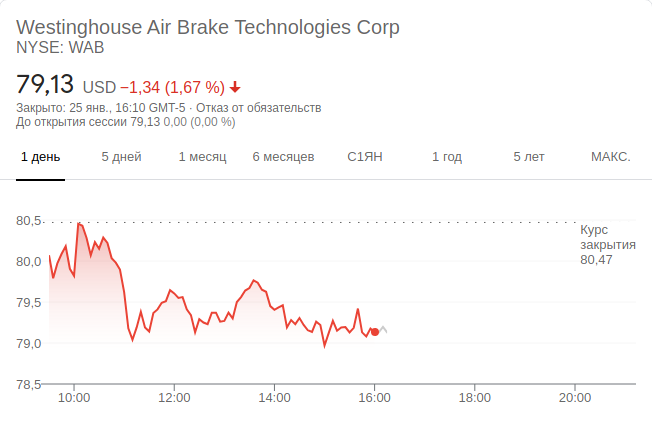 Westinghouse Air Brake Technologies Corp
NYSE: WAB
79,13 USD −1,34 (1,67 %)
Закрыто: 25 янв., 16:10 GMT-5 · Отказ от обязательств
До открытия сессии 79,13 0,00 (0,00 %)
1 день 5 дней 1 месяц 6 месяцев С1ЯН 1 год 5 лет МАКС.
80,5
Курс
закрытия
80,47
80,0
79,5
79,0
78,5
10:00 12:00 14:00 16:00 18:00 20:00